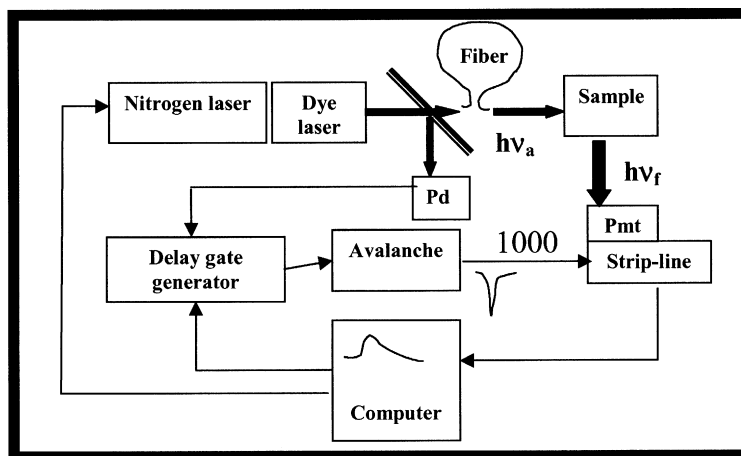 Fiber
Nitrogen laser
Dye
laser
Sample
hνa
hνf
Pd
Pmt
Strip-line
Delay gate
generator
Avalanche
1000
Computer